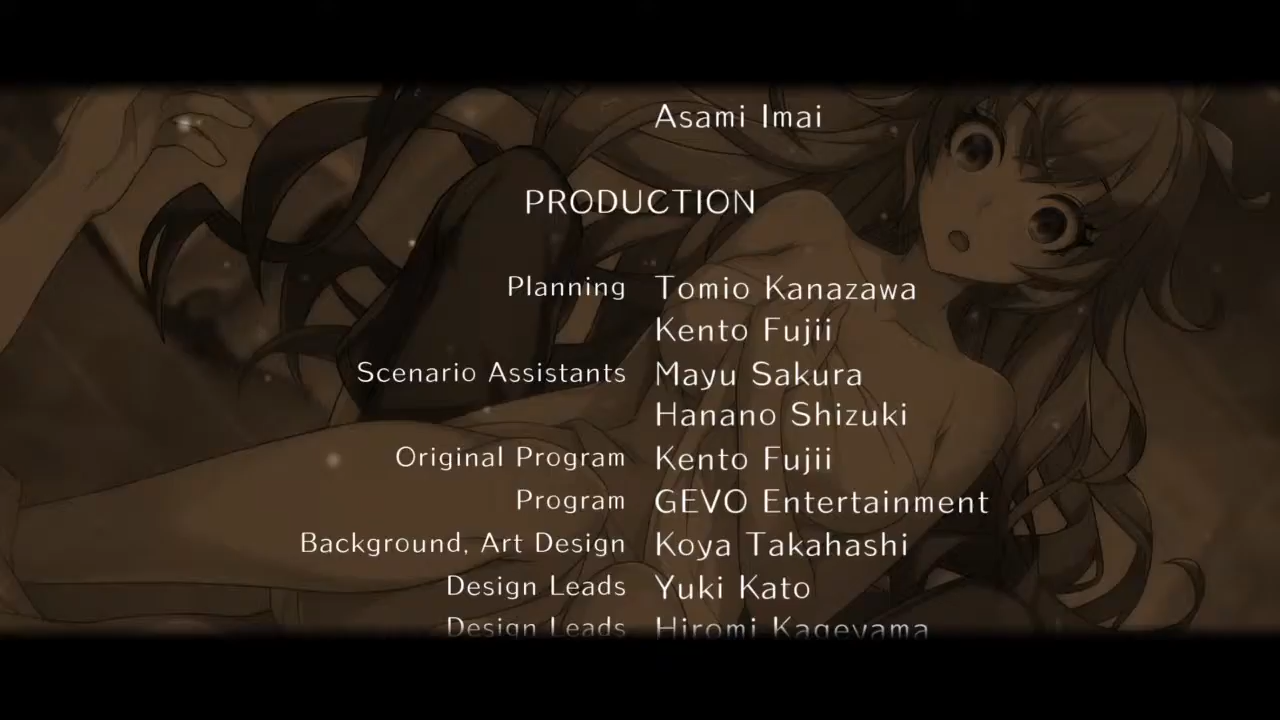 Asami Imai
PRODUCTION
Planning Tomio Kanazawa
Kento Fujii
Scenario Assistants Mayu Sakura
Hanano Shizuki
Original Program Kento Fujii
Program GEVO Entertainment
Background, Art Design Koya Takahashi
Design Leads Yuki Kato
Design Leads Hiromi Kageyama